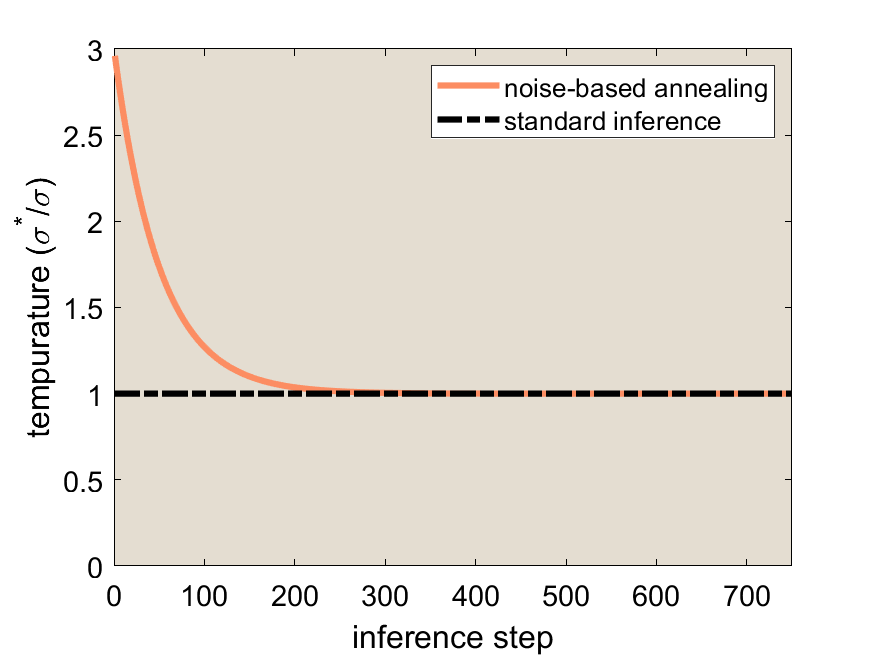 3
2.5
2
1.5
1
0.5
0
tempurature (σ*/σ)
noise-based annealing
standard inference
0 100 200 300 400 500 600 700
inference step